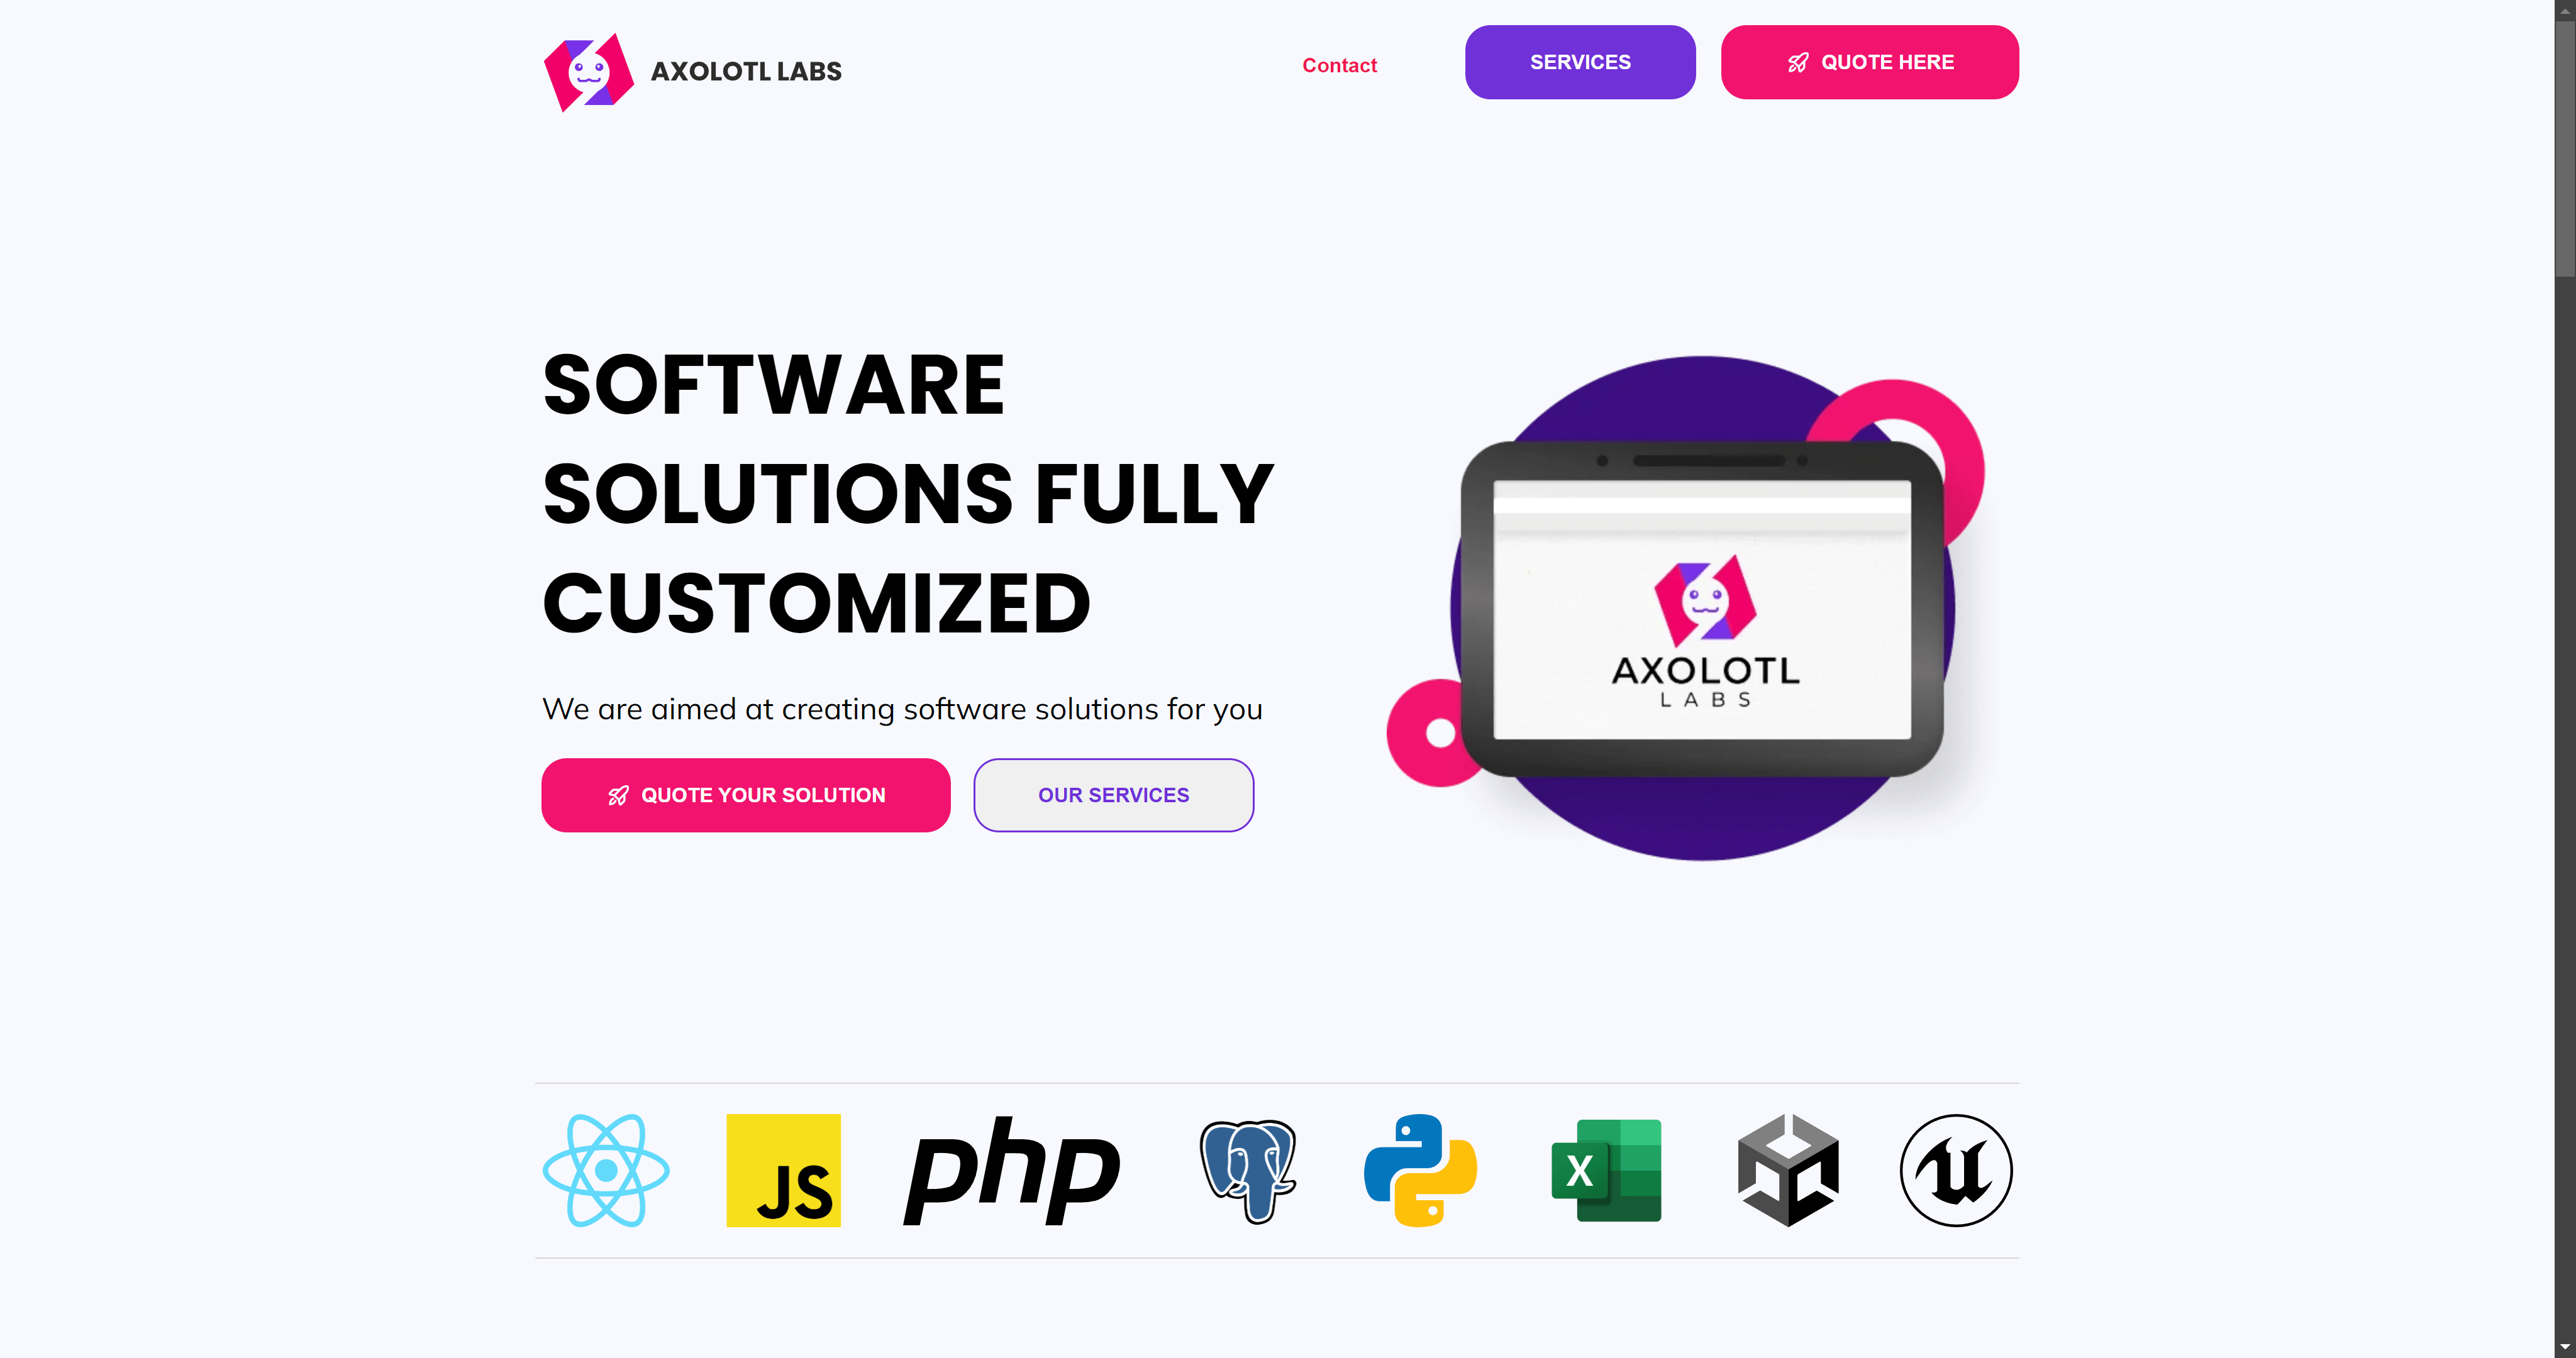 AXOLOTL LABS
Contact
SERVICES
QUOTE HERE
SOFTWARE
SOLUTIONS FULLY
CUSTOMIZED
We are aimed at creating software solutions for you
QUOTE YOUR SOLUTION
OUR SERVICES
AXOLOTL
LABS
JS
php
X